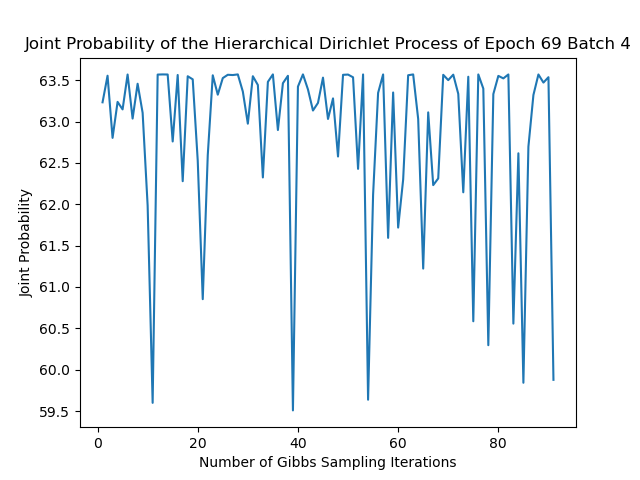 Joint Probability of the Hierarchical Dirichlet Process of Epoch 69 Batch 4
Joint Probability
63.5
63.0
62.5
62.0
61.5
61.0
60.5
60.0
59.5
0 20 40 60 80
Number of Gibbs Sampling Iterations